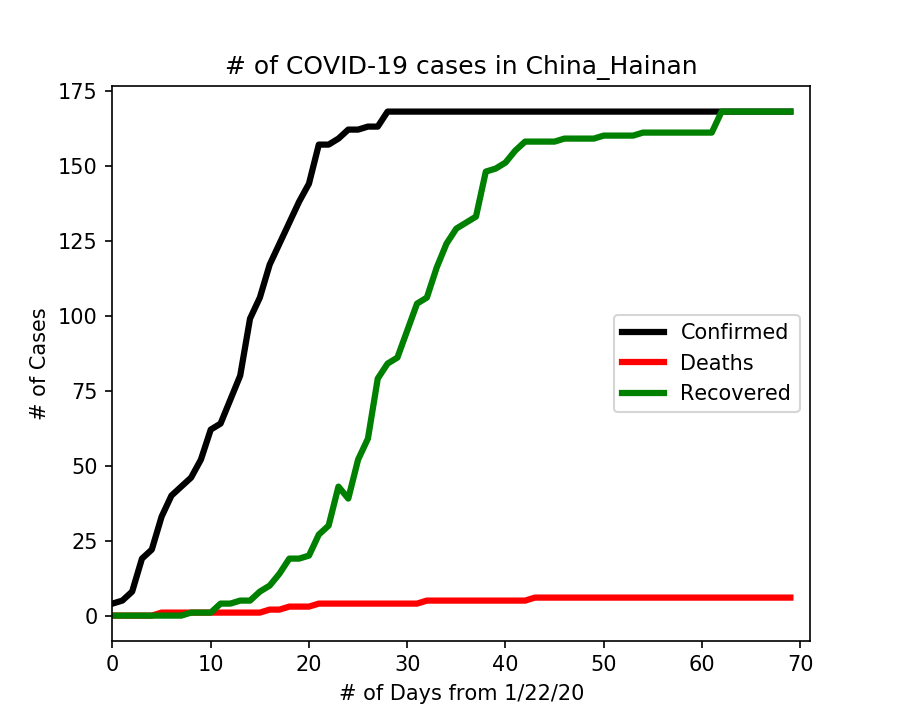 # of COVID-19 cases in China_Hainan
175
150
125
100
75
50
25
0
# of Cases
Confirmed
Deaths
Recovered
0 10 20 30 40 50 60 70
# of Days from 1/22/20